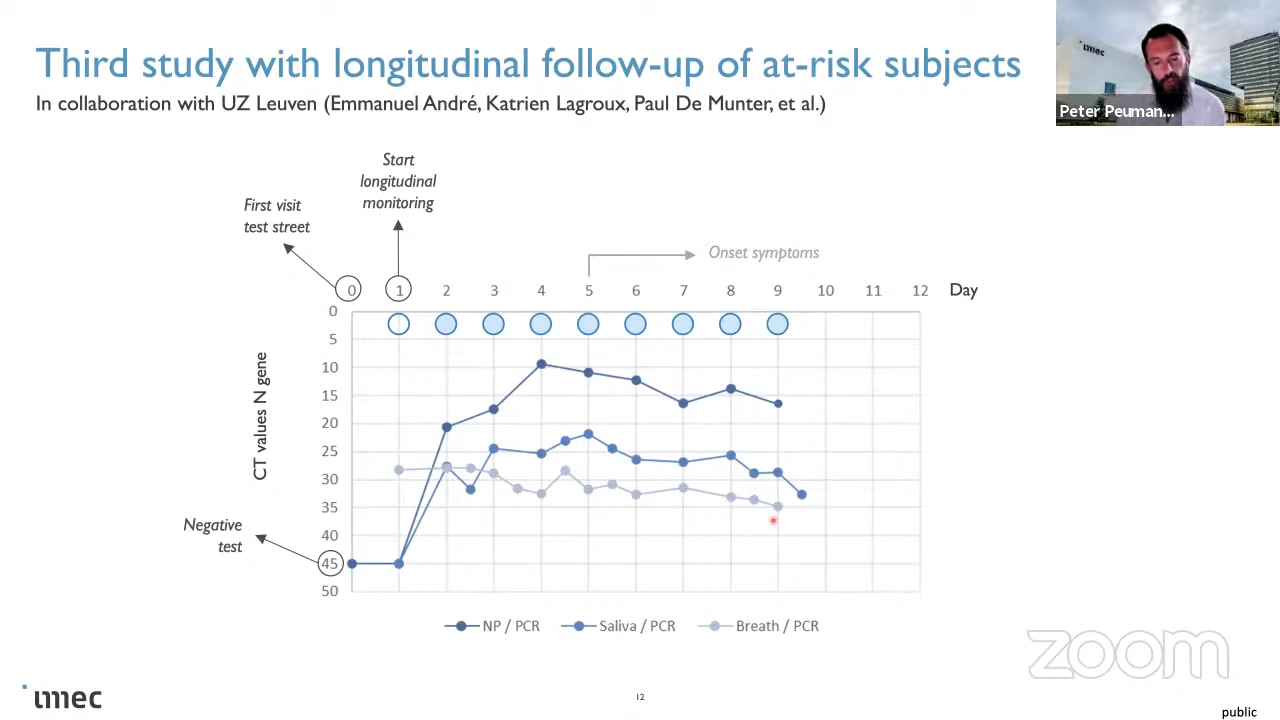 Third study with longitudinal follow-up of at-risk subjects
In collaboration with UZ Leuven (Emmanuel André, Katrien Lagroux, Paul De Munter, et al.)
imec
Peter Peuman...
Start
longitudinal
monitoring
First visit
test street
Onset symptoms
0 1 2 3 4 5 6 7 8 9 10 11 12 Day
0
5
10
15
20
25
30
35
40
45
50
CT values N gene
Negative
test
NP / PCR Saliva / PCR Breath / PCR
zoom
imec
12
public